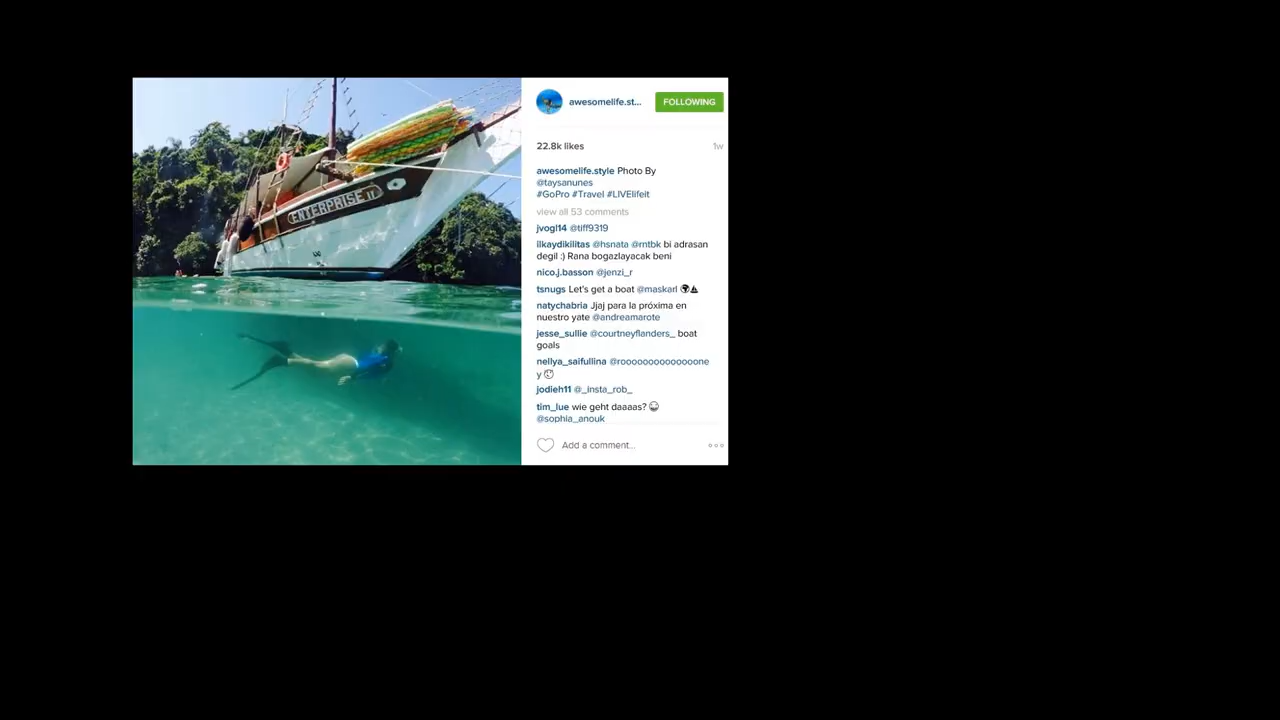 ENTERPRISE II
awesomelife.st...
FOLLOWING
22.8k likes
1w
awesomelife.style Photo By
@taysanunes
#GoPro #Travel #LIVElifeit
view all 53 comments
jvogl14 @tiff9319
ilkaydikilitas @hsnata @rntbk bi adrasan
degil :) Rana bogazlayacak beni
nico.j.basson @jenzi_r
tsnugs Let's get a boat @maskarl 🌍⛵
natychabria Jjaj para la próxima en
nuestro yate @andreamarote
jesse_sullie @courtneyflanders_ boat
goals
nellya_saifullina @roooooooooooooone
y 😇
jodieh11 @_insta_rob_
tim_lue wie geht daaaas? 😂
@sophia_anouk
Add a comment...